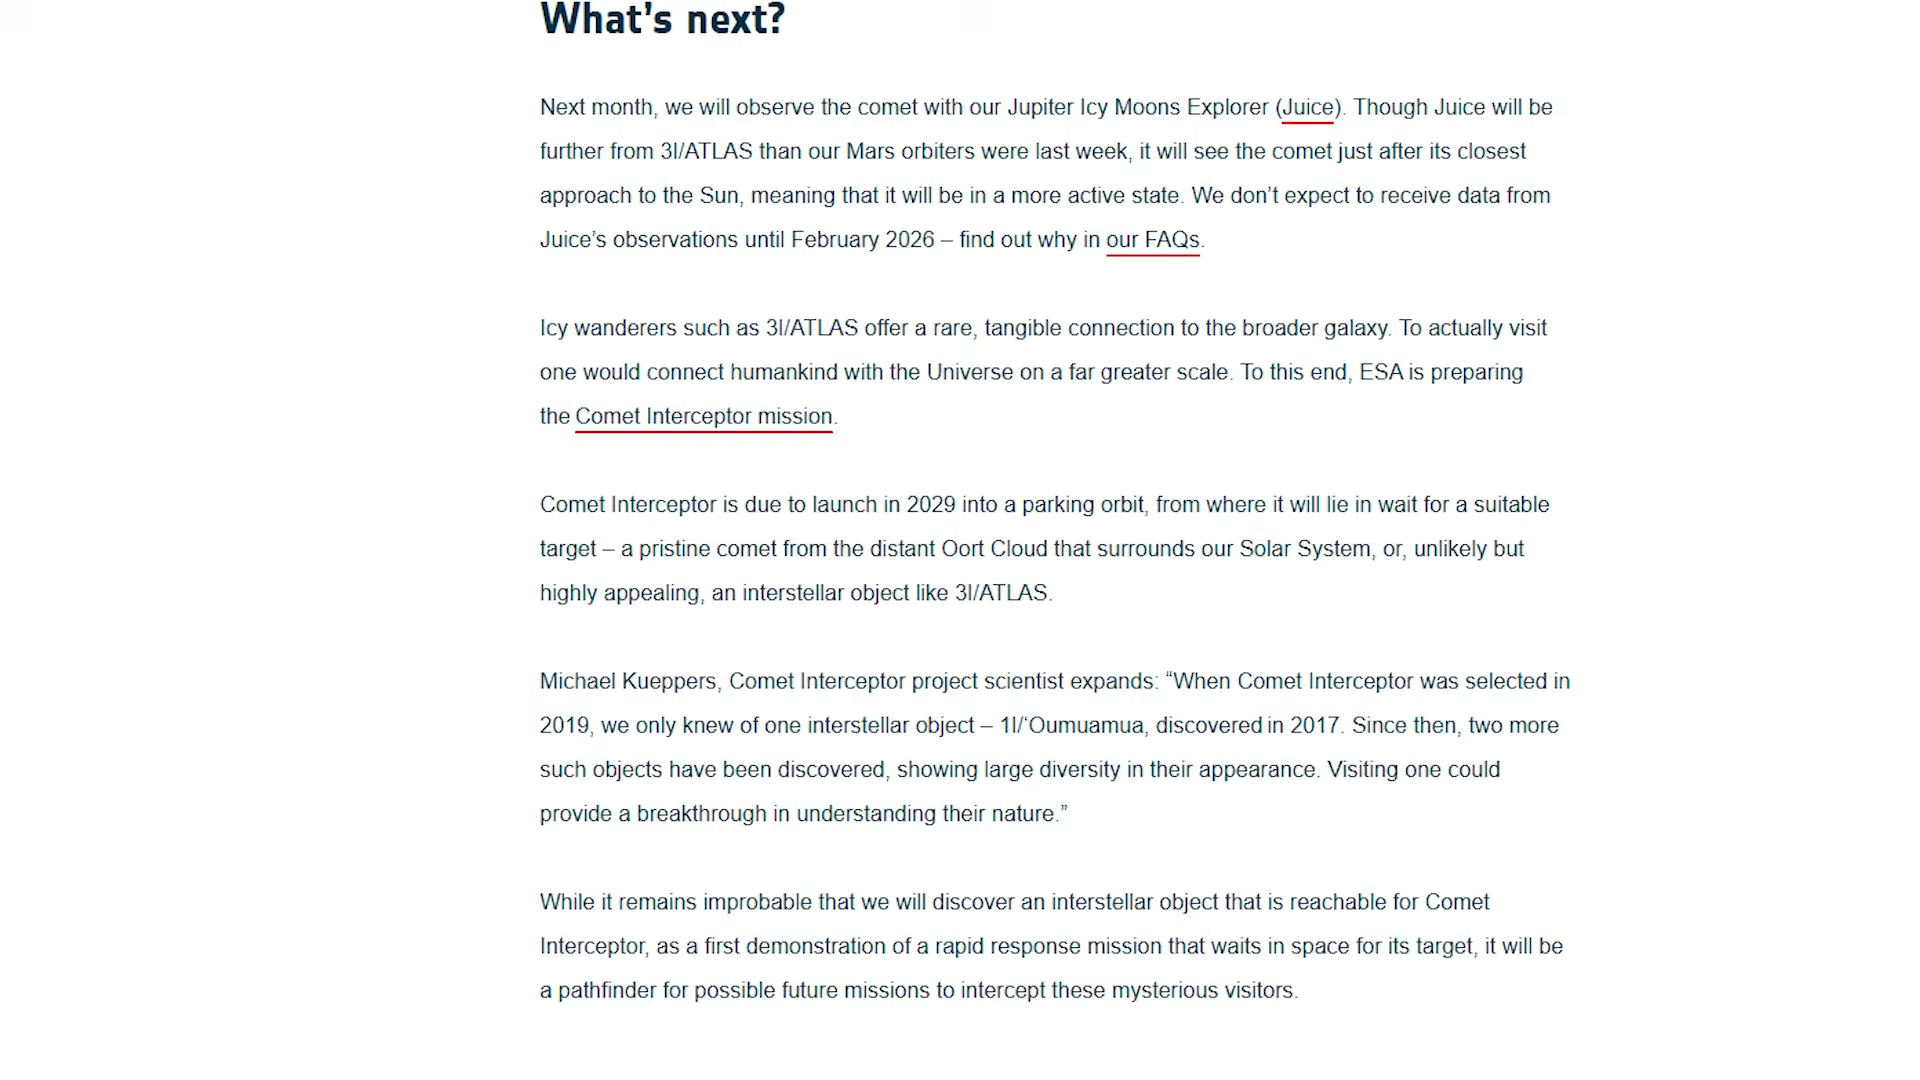 What's next?
Next month, we will observe the comet with our Jupiter Icy Moons Explorer (Juice). Though Juice will be
further from 3I/ATLAS than our Mars orbiters were last week, it will see the comet just after its closest
approach to the Sun, meaning that it will be in a more active state. We don’t expect to receive data from
Juice’s observations until February 2026 – find out why in our FAQs.
Icy wanderers such as 3I/ATLAS offer a rare, tangible connection to the broader galaxy. To actually visit
one would connect humankind with the Universe on a far greater scale. To this end, ESA is preparing
the Comet Interceptor mission.
Comet Interceptor is due to launch in 2029 into a parking orbit, from where it will lie in wait for a suitable
target – a pristine comet from the distant Oort Cloud that surrounds our Solar System, or, unlikely but
highly appealing, an interstellar object like 3I/ATLAS.
Michael Kueppers, Comet Interceptor project scientist expands: “When Comet Interceptor was selected in
2019, we only knew of one interstellar object – 1I/‘Oumuamua, discovered in 2017. Since then, two more
such objects have been discovered, showing large diversity in their appearance. Visiting one could
provide a breakthrough in understanding their nature.”
While it remains improbable that we will discover an interstellar object that is reachable for Comet
Interceptor, as a first demonstration of a rapid response mission that waits in space for its target, it will be
a pathfinder for possible future missions to intercept these mysterious visitors.